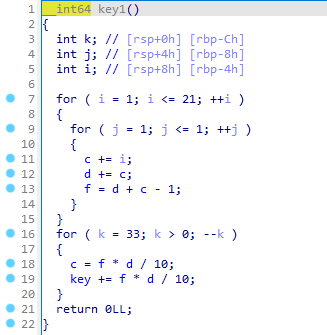 1 __int64 key1()
2 {
3 int k; // [rsp+0h] [rbp-Ch]
4 int j; // [rsp+4h] [rbp-8h]
5 int i; // [rsp+8h] [rbp-4h]
6
7 for ( i = 1; i <= 21; ++i )
8 {
9 for ( j = 1; j <= 1; ++j )
10 {
11 c += i;
12 d += c;
13 f = d + c - 1;
14 }
15 }
16 for ( k = 33; k > 0; --k )
17 {
18 c = f * d / 10;
19 key += f * d / 10;
20 }
21 return 0LL;
22 }